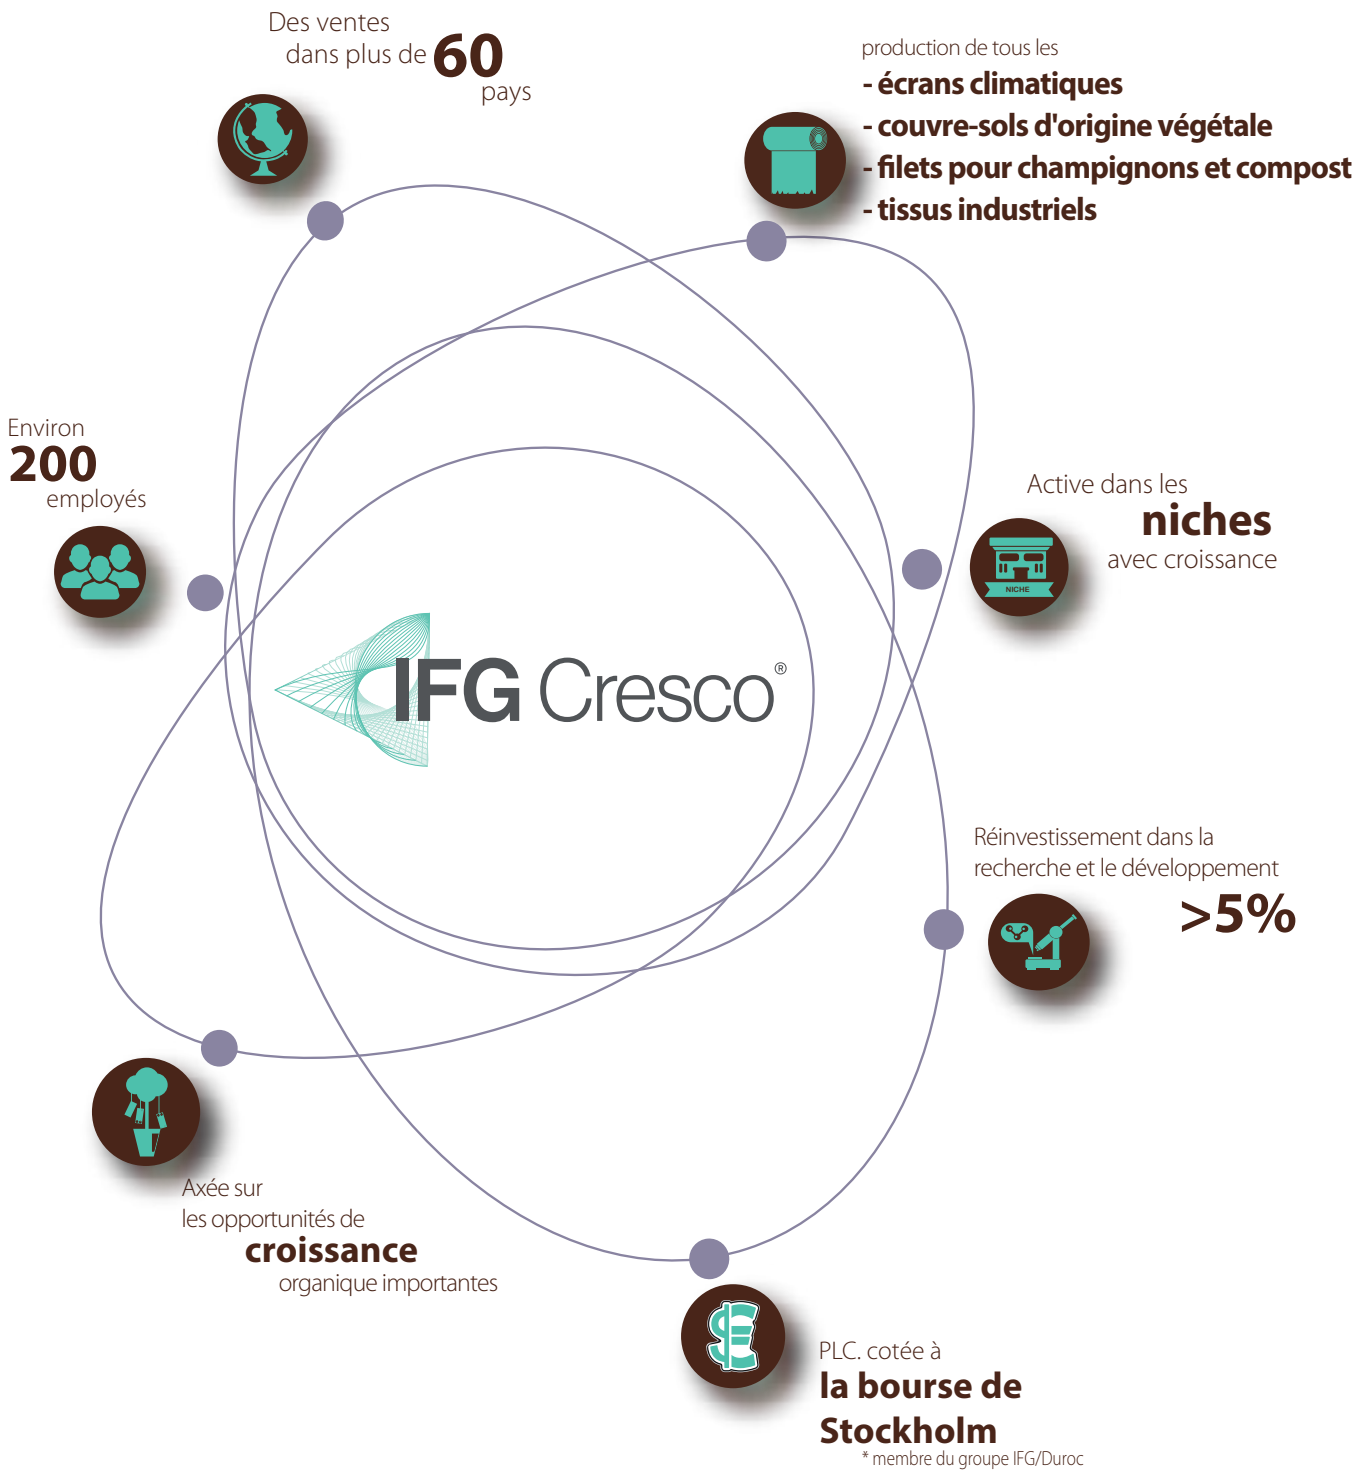 Des ventes
dans plus de 60
pays
production de tous les
- écrans climatiques
- couvre-sols d'origine végétale
- filets pour champignons et compost
- tissus industriels
Environ
200
employés
Active dans les
niches
avec croissance
NICHE
IFG Cresco®
Réinvestissement dans la
recherche et le développement
>5%
Axée sur
les opportunités de
croissance
organique importantes
PLC. cotée à
la bourse de
Stockholm
* membre du groupe IFG/Duroc